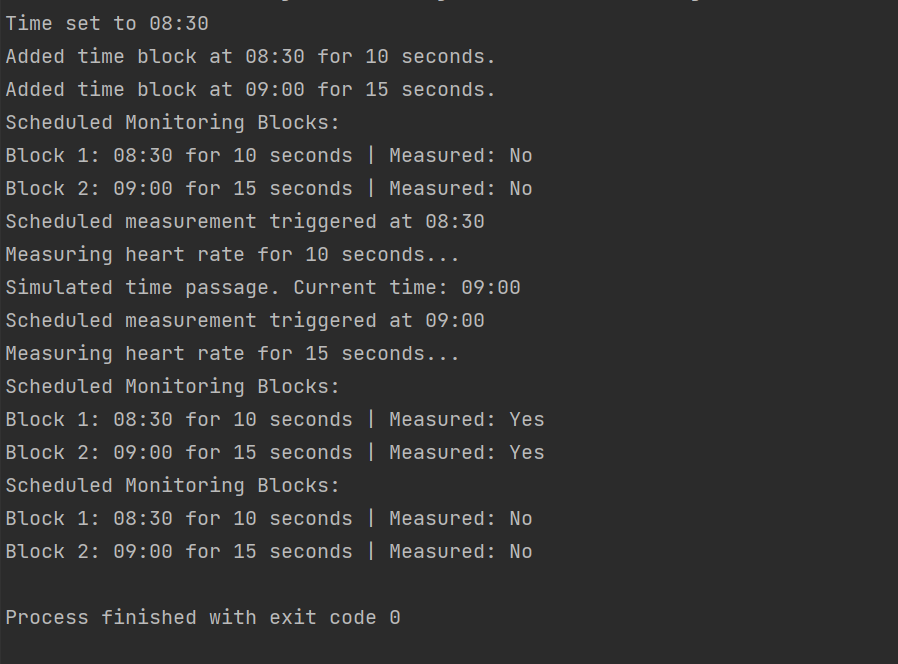 Time set to 08:30
Added time block at 08:30 for 10 seconds.
Added time block at 09:00 for 15 seconds.
Scheduled Monitoring Blocks:
Block 1: 08:30 for 10 seconds | Measured: No
Block 2: 09:00 for 15 seconds | Measured: No
Scheduled measurement triggered at 08:30
Measuring heart rate for 10 seconds...
Simulated time passage. Current time: 09:00
Scheduled measurement triggered at 09:00
Measuring heart rate for 15 seconds...
Scheduled Monitoring Blocks:
Block 1: 08:30 for 10 seconds | Measured: Yes
Block 2: 09:00 for 15 seconds | Measured: Yes
Scheduled Monitoring Blocks:
Block 1: 08:30 for 10 seconds | Measured: No
Block 2: 09:00 for 15 seconds | Measured: No
Process finished with exit code 0